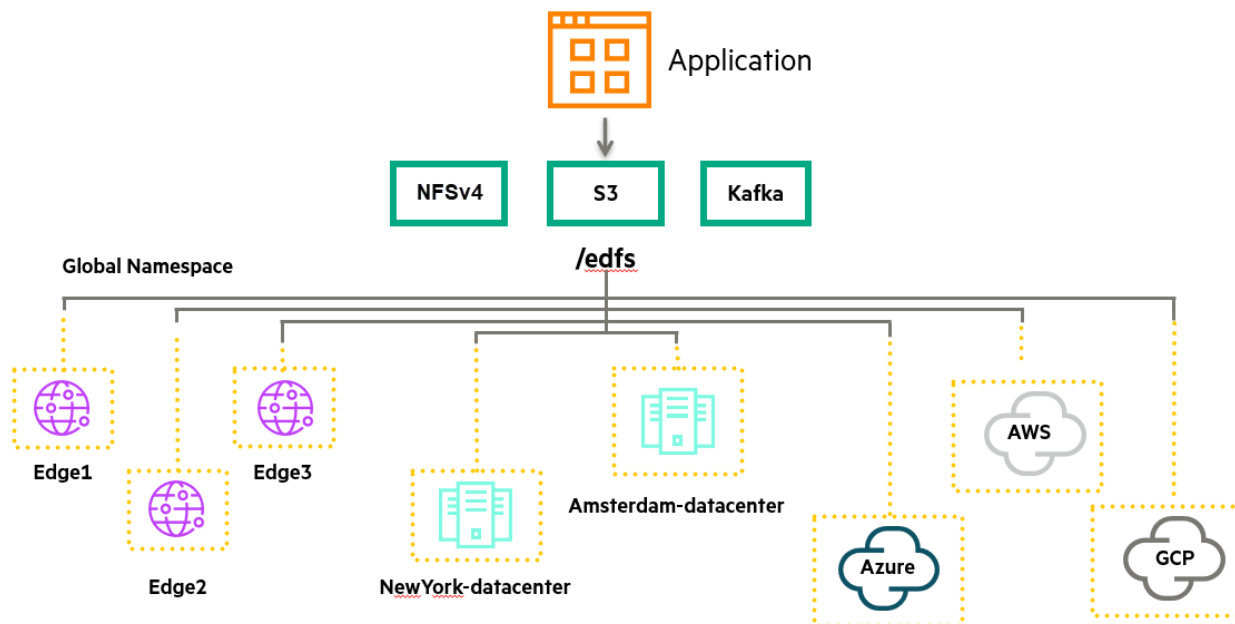 Application
NFSv4
S3
Kafka
/edfs
Global Namespace
Edge1
Edge2
Edge3
NewYork-datacenter
Amsterdam-datacenter
Azure
AWS
GCP